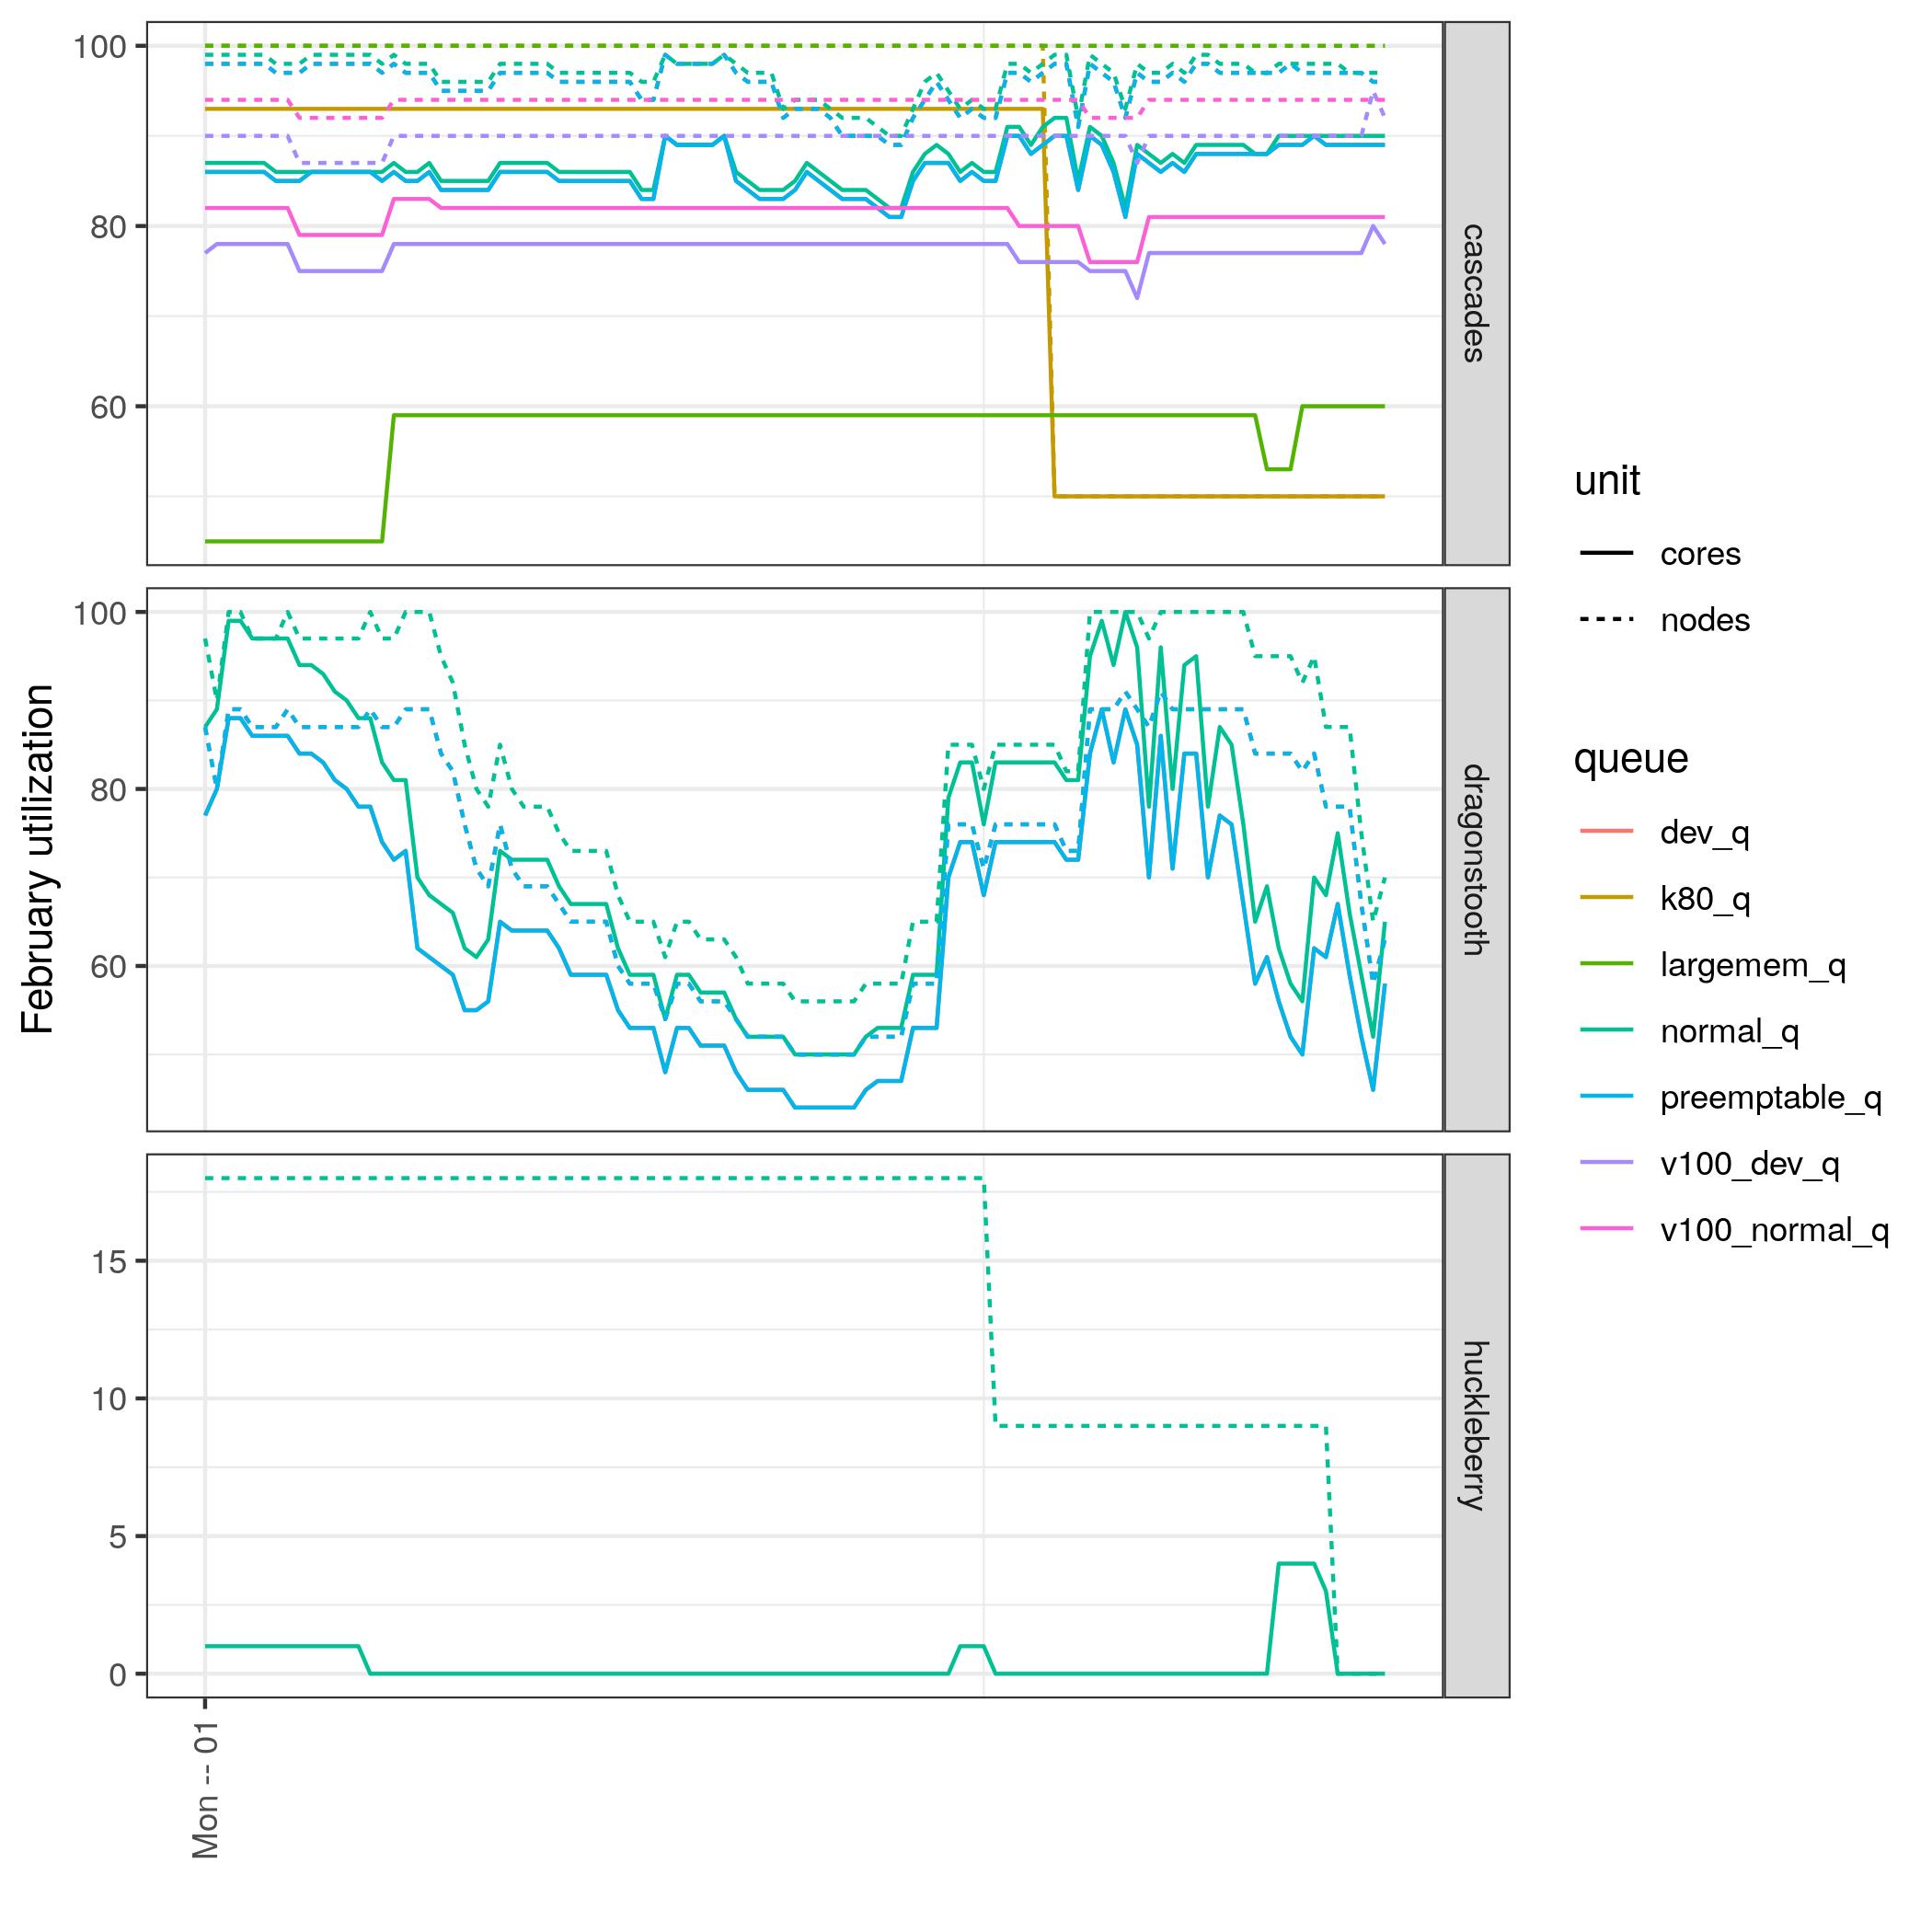 February utilization
100
80
60
cascades
100
80
60
dragonstooth
15
10
5
0
huckleberry
Mon -- 01
unit
cores
nodes
queue
dev_q
k80_q
largemem_q
normal_q
preemptable_q
v100_dev_q
v100_normal_q